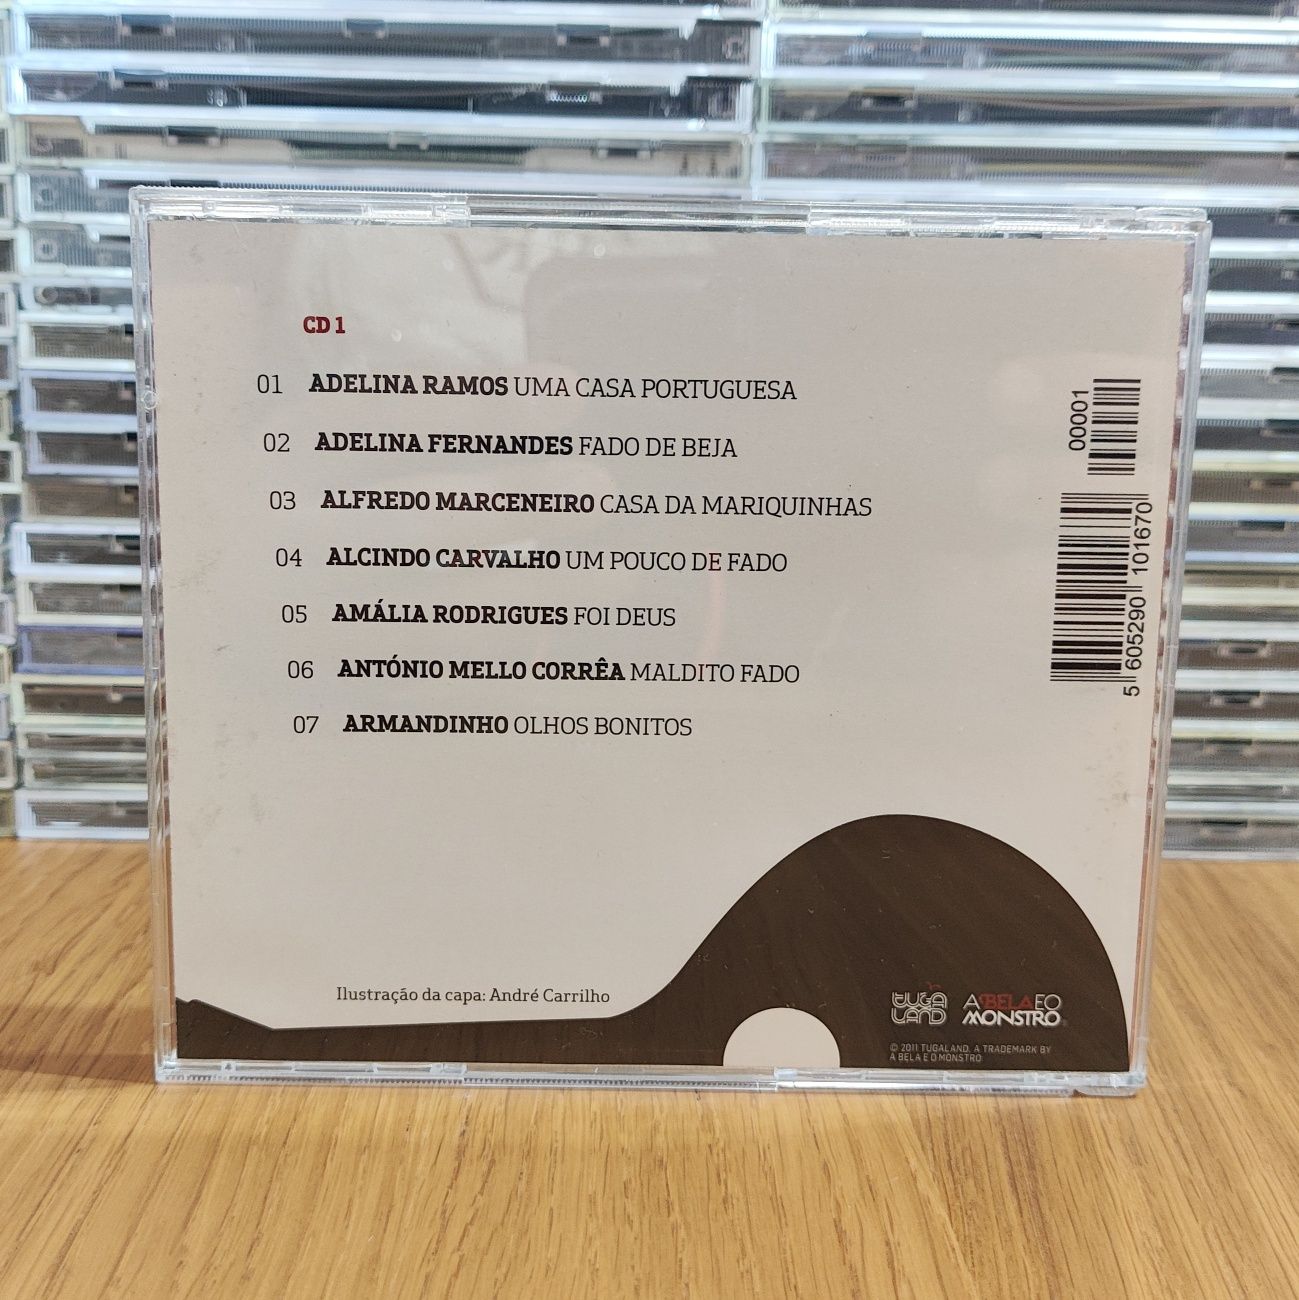 CD 1
01 ADELINA RAMOS UMA CASA PORTUGUESA
02 ADELINA FERNANDES FADO DE BEJA
03 ALFREDO MARCENEIRO CASA DA MARIQUINHAS
04 ALCINDO CARVALHO UM POUCO DE FADO
05 AMÁLIA RODRIGUES FOI DEUS
06 ANTÓNIO MELLO CORRÊA MALDITO FADO
07 ARMANDINHO OLHOS BONITOS
00001
5 605290 101670
Ilustração da capa: André Carrilho
TUGA
LAND
A BELA E O
MONSTRO
© 2011 TUGALAND. A TRADEMARK BY
A BELA E O MONSTRO